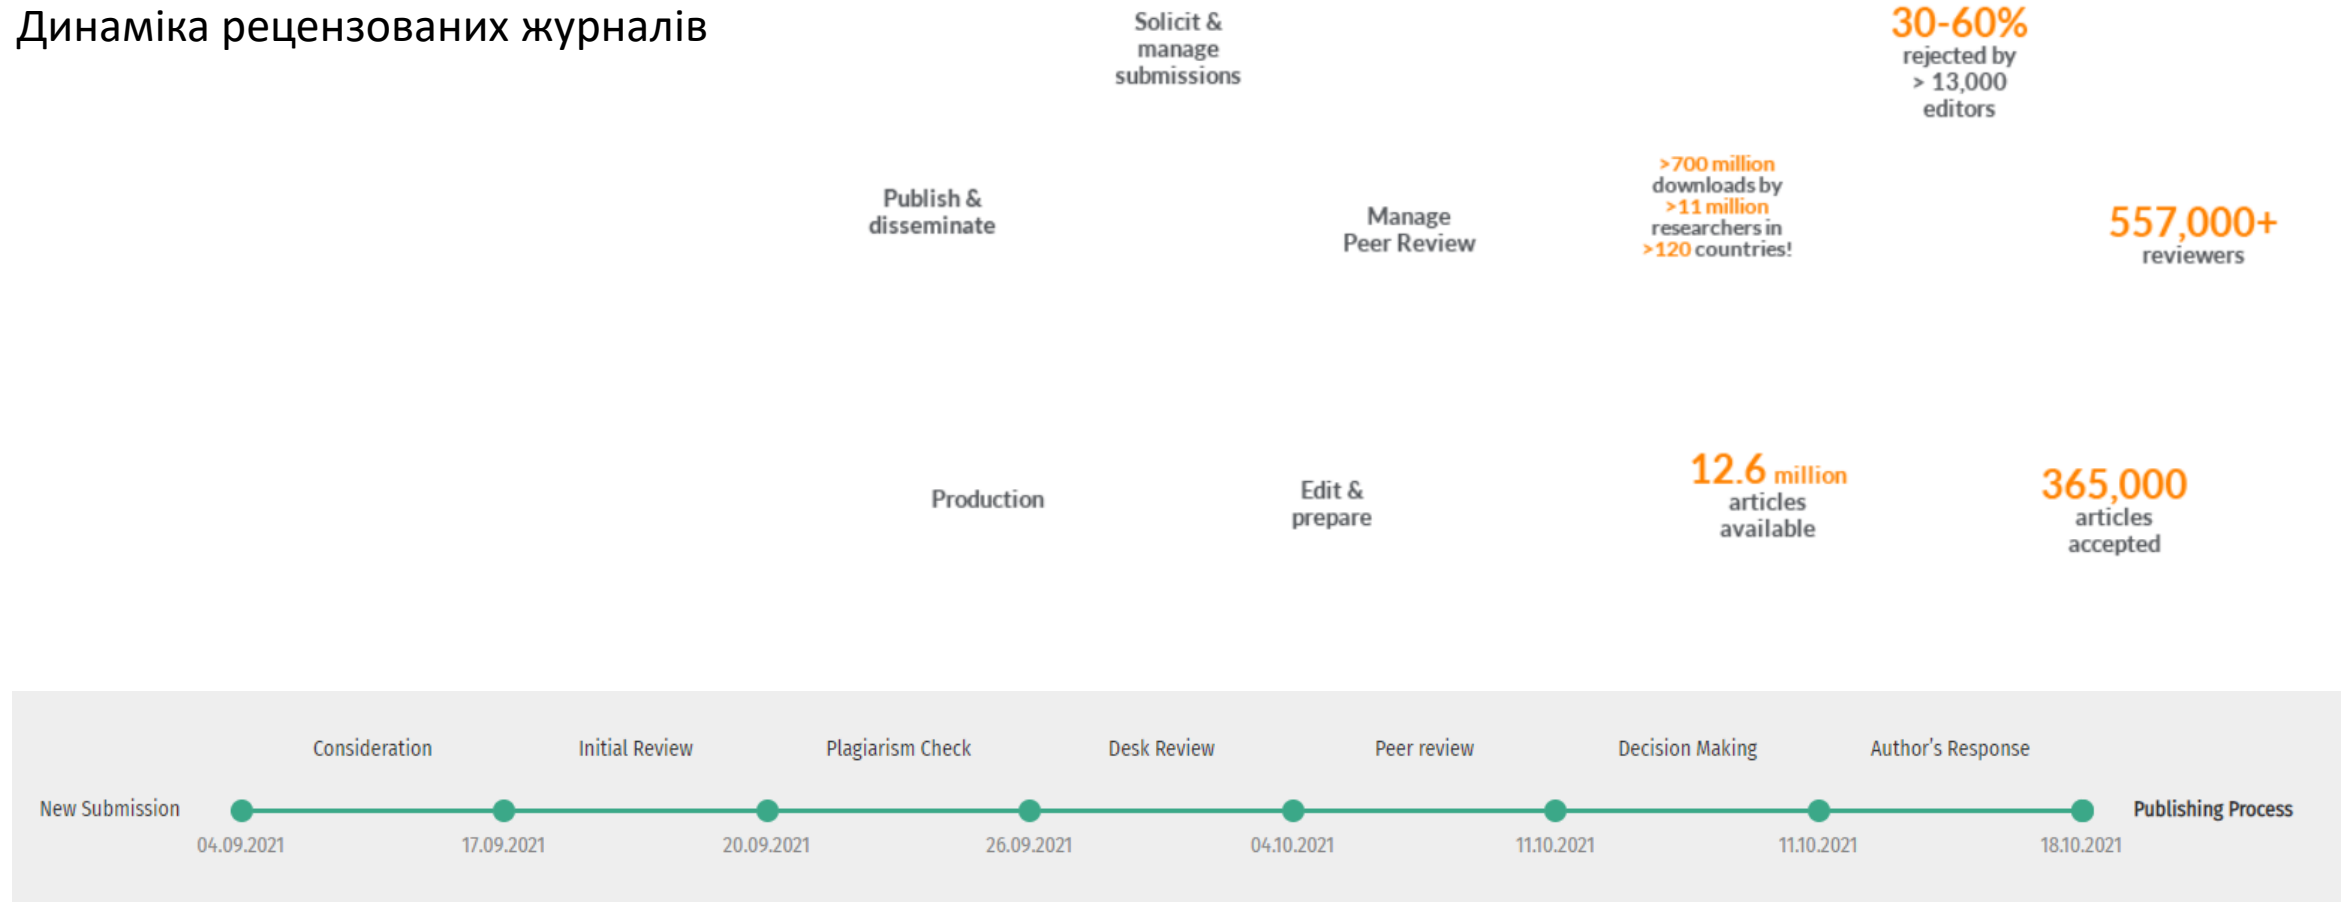 Динаміка рецензованих журналів
Solicit &
manage
submissions
30-60%
rejected by
> 13,000
editors
Publish &
disseminate
Manage
Peer Review
>700 million
downloads by
>11 million
researchers in
>120 countries!
557,000+
reviewers
Production
Edit &
prepare
12.6 million
articles
available
365,000
articles
accepted
Consideration
Initial Review
Plagiarism Check
Desk Review
Peer review
Decision Making
Author's Response
New Submission
Publishing Process
04.09.2021
17.09.2021
20.09.2021
26.09.2021
04.10.2021
11.10.2021
11.10.2021
18.10.2021